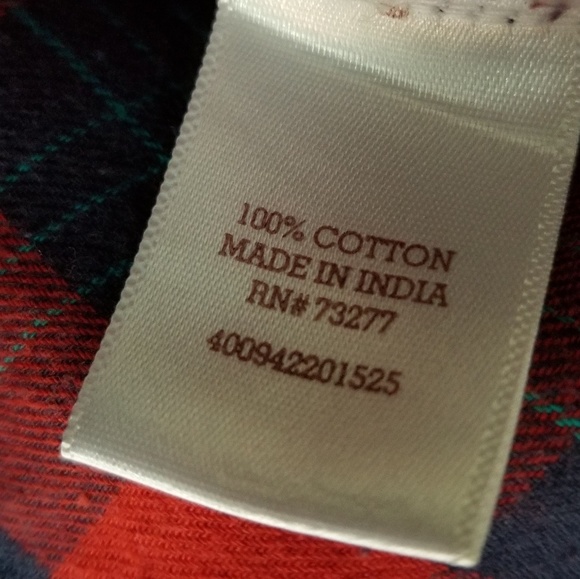 100% COTTON
MADE IN INDIA
RN# 73277
400942201525